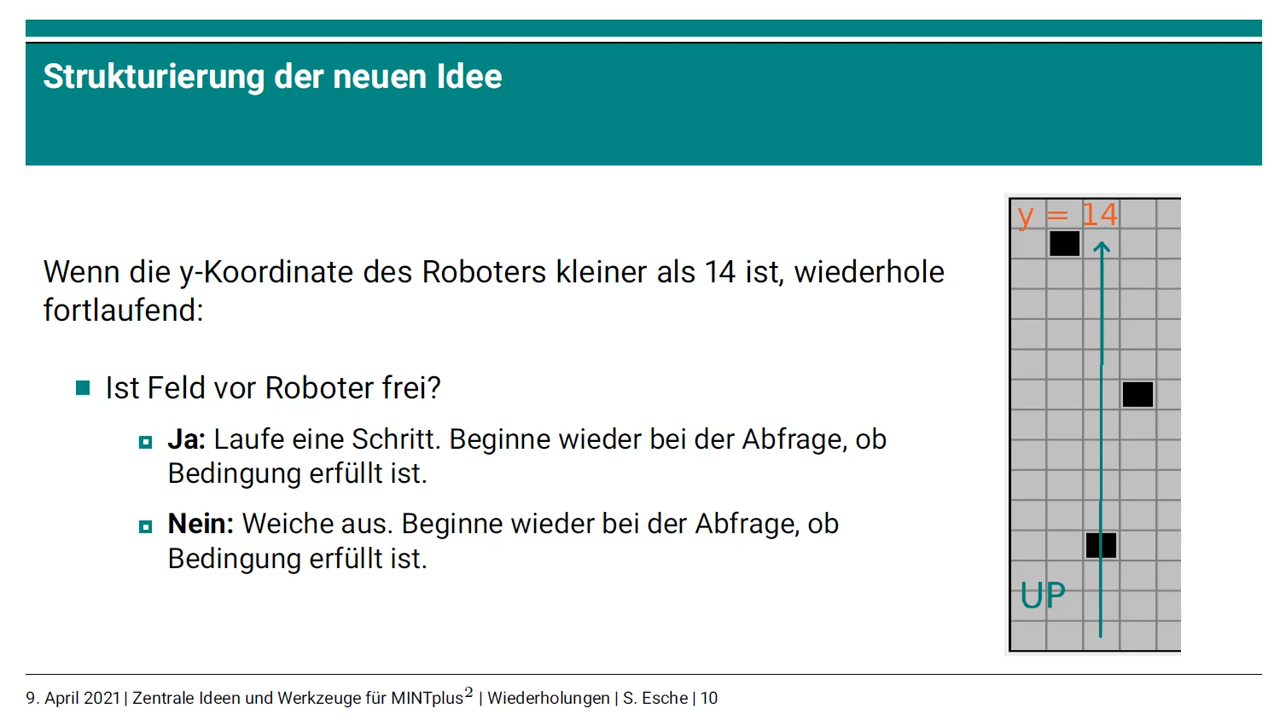 Strukturierung der neuen Idee
Wenn die y-Koordinate des Roboters kleiner als 14 ist, wiederhole
fortlaufend:
Ist Feld vor Roboter frei?
Ja: Laufe eine Schritt. Beginne wieder bei der Abfrage, ob
Bedingung erfüllt ist.
Nein: Weiche aus. Beginne wieder bei der Abfrage, ob
Bedingung erfüllt ist.
y = 14
UP
9. April 2021 | Zentrale Ideen und Werkzeuge für MINTplus² | Wiederholungen | S. Esche | 10